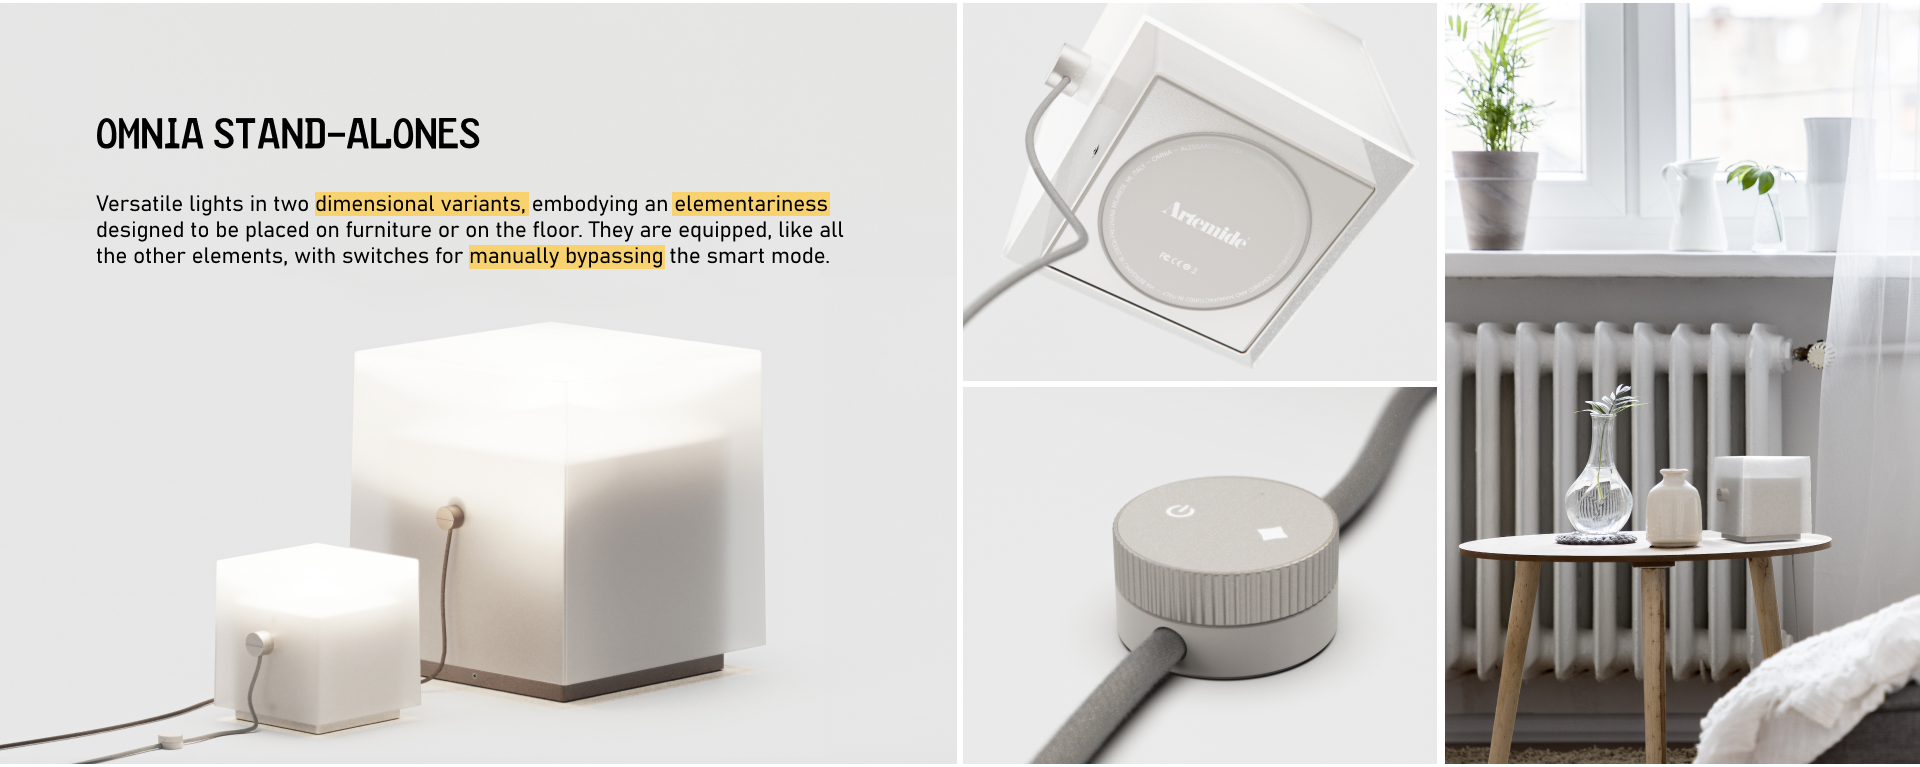 OMNIA STAND-ALONES
Versatile lights in two dimensional variants, embodying an elementariness
designed to be placed on furniture or on the floor. They are equipped, like all
the other elements, with switches for manually bypassing the smart mode.
Artemide